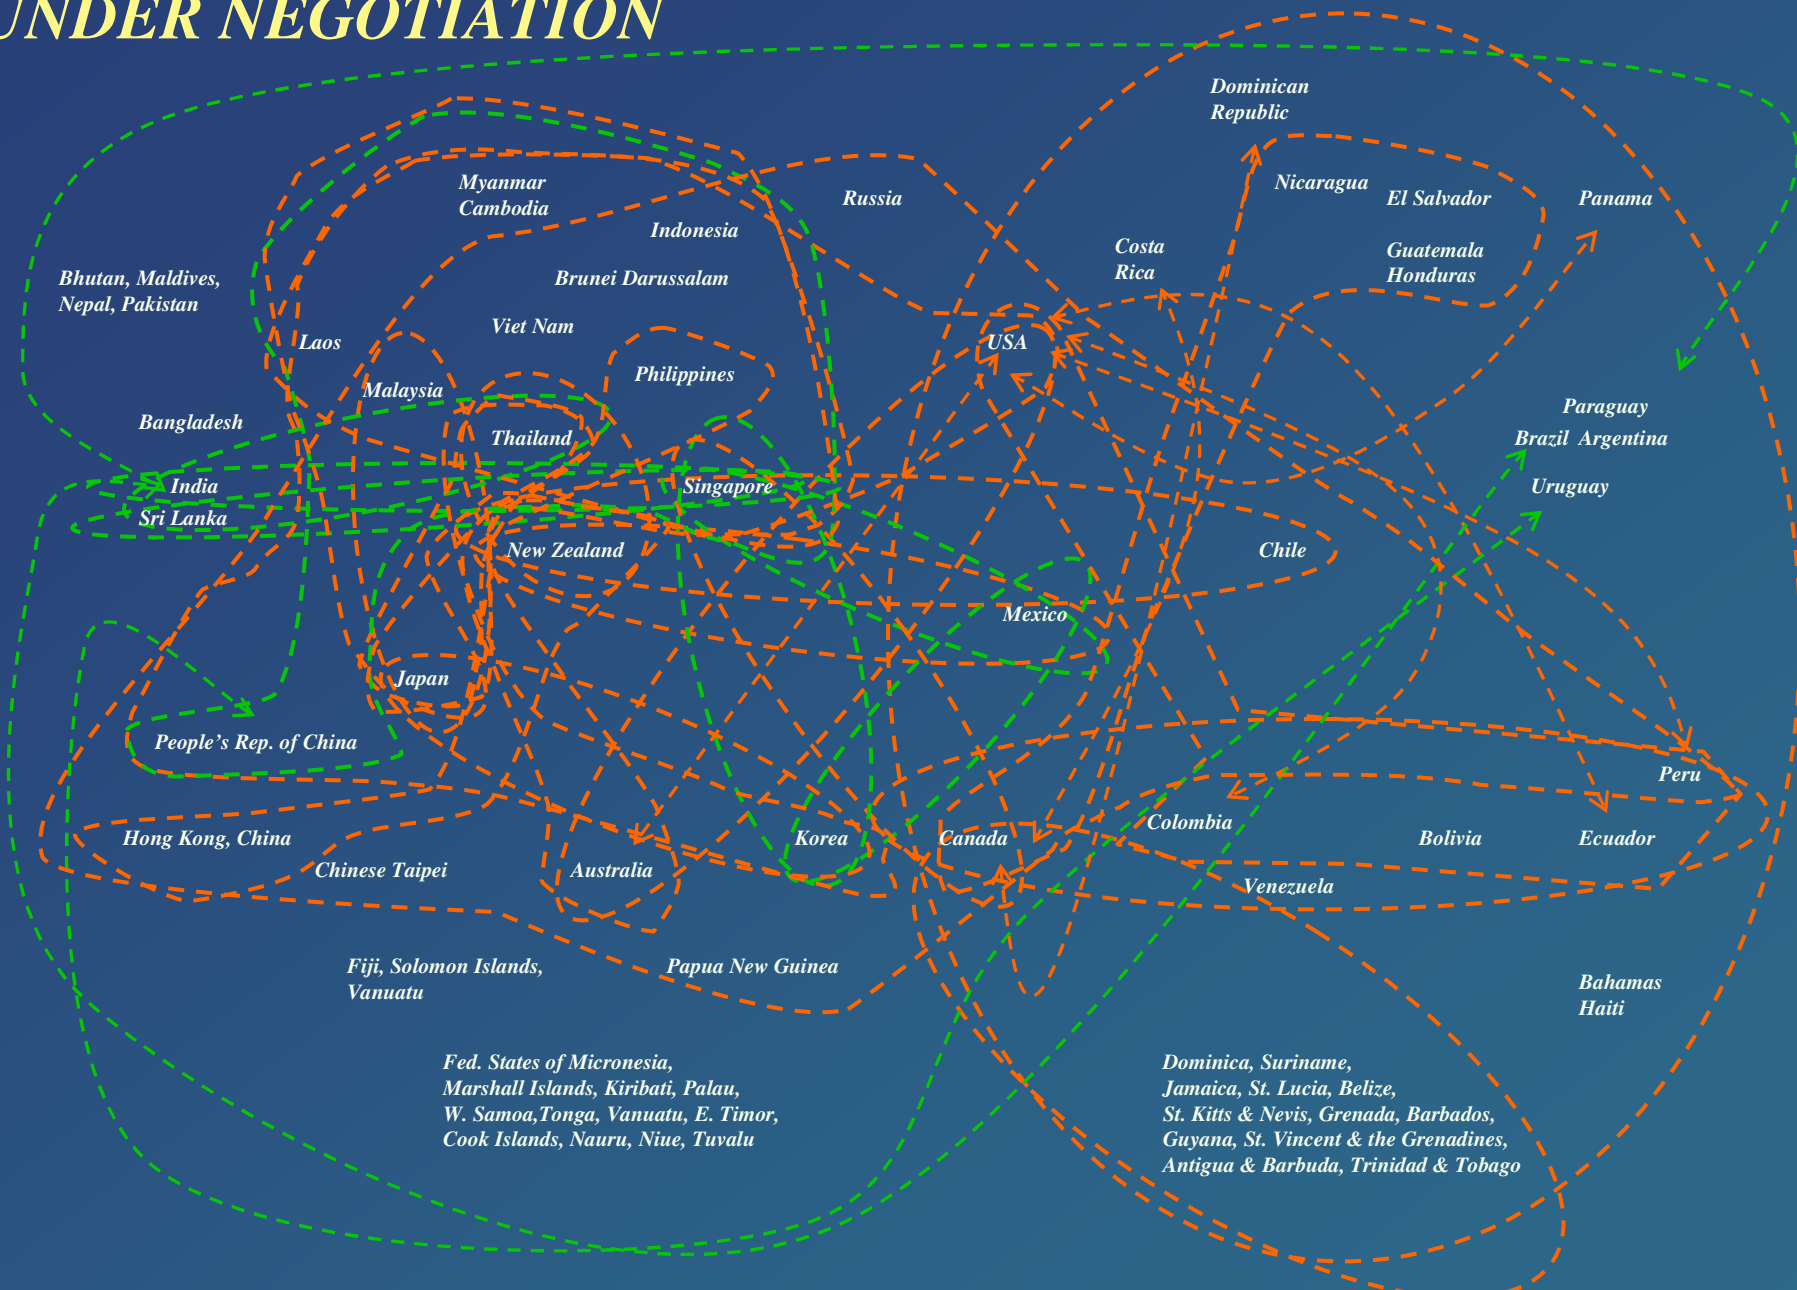 UNDER NEGOTIATION
Dominican
Republic
Myanmar
Cambodia
Russia
Nicaragua
El Salvador
Panama
Indonesia
Costa
Rica
Guatemala
Honduras
Bhutan, Maldives,
Nepal, Pakistan
Brunei Darussalam
Viet Nam
Laos
USA
Malaysia
Philippines
Bangladesh
Thailand
Paraguay
Brazil Argentina
India
Singapore
Uruguay
Sri Lanka
New Zealand
Chile
Mexico
Japan
People's Rep. of China
Peru
Hong Kong, China
Korea
Canada
Colombia
Bolivia
Ecuador
Chinese Taipei
Australia
Venezuela
Fiji, Solomon Islands,
Vanuatu
Papua New Guinea
Bahamas
Haiti
Fed. States of Micronesia,
Marshall Islands, Kiribati, Palau,
W. Samoa,Tonga, Vanuatu, E. Timor,
Cook Islands, Nauru, Niue, Tuvalu
Dominica, Suriname,
Jamaica, St. Lucia, Belize,
St. Kitts & Nevis, Grenada, Barbados,
Guyana, St. Vincent & the Grenadines,
Antigua & Barbuda, Trinidad & Tobago